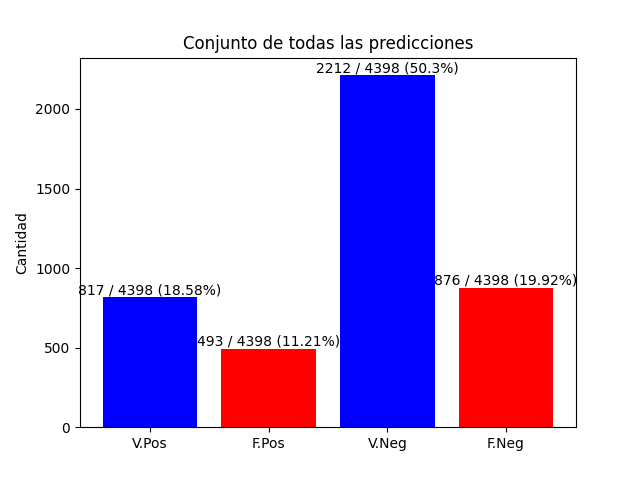 Conjunto de todas las predicciones
2212 / 4398 (50.3%)
2000
1500
1000
500
0
Cantidad
817 / 4398 (18.58%)
493 / 4398 (11.21%)
876 / 4398 (19.92%)
V.Pos
F.Pos
V.Neg
F.Neg